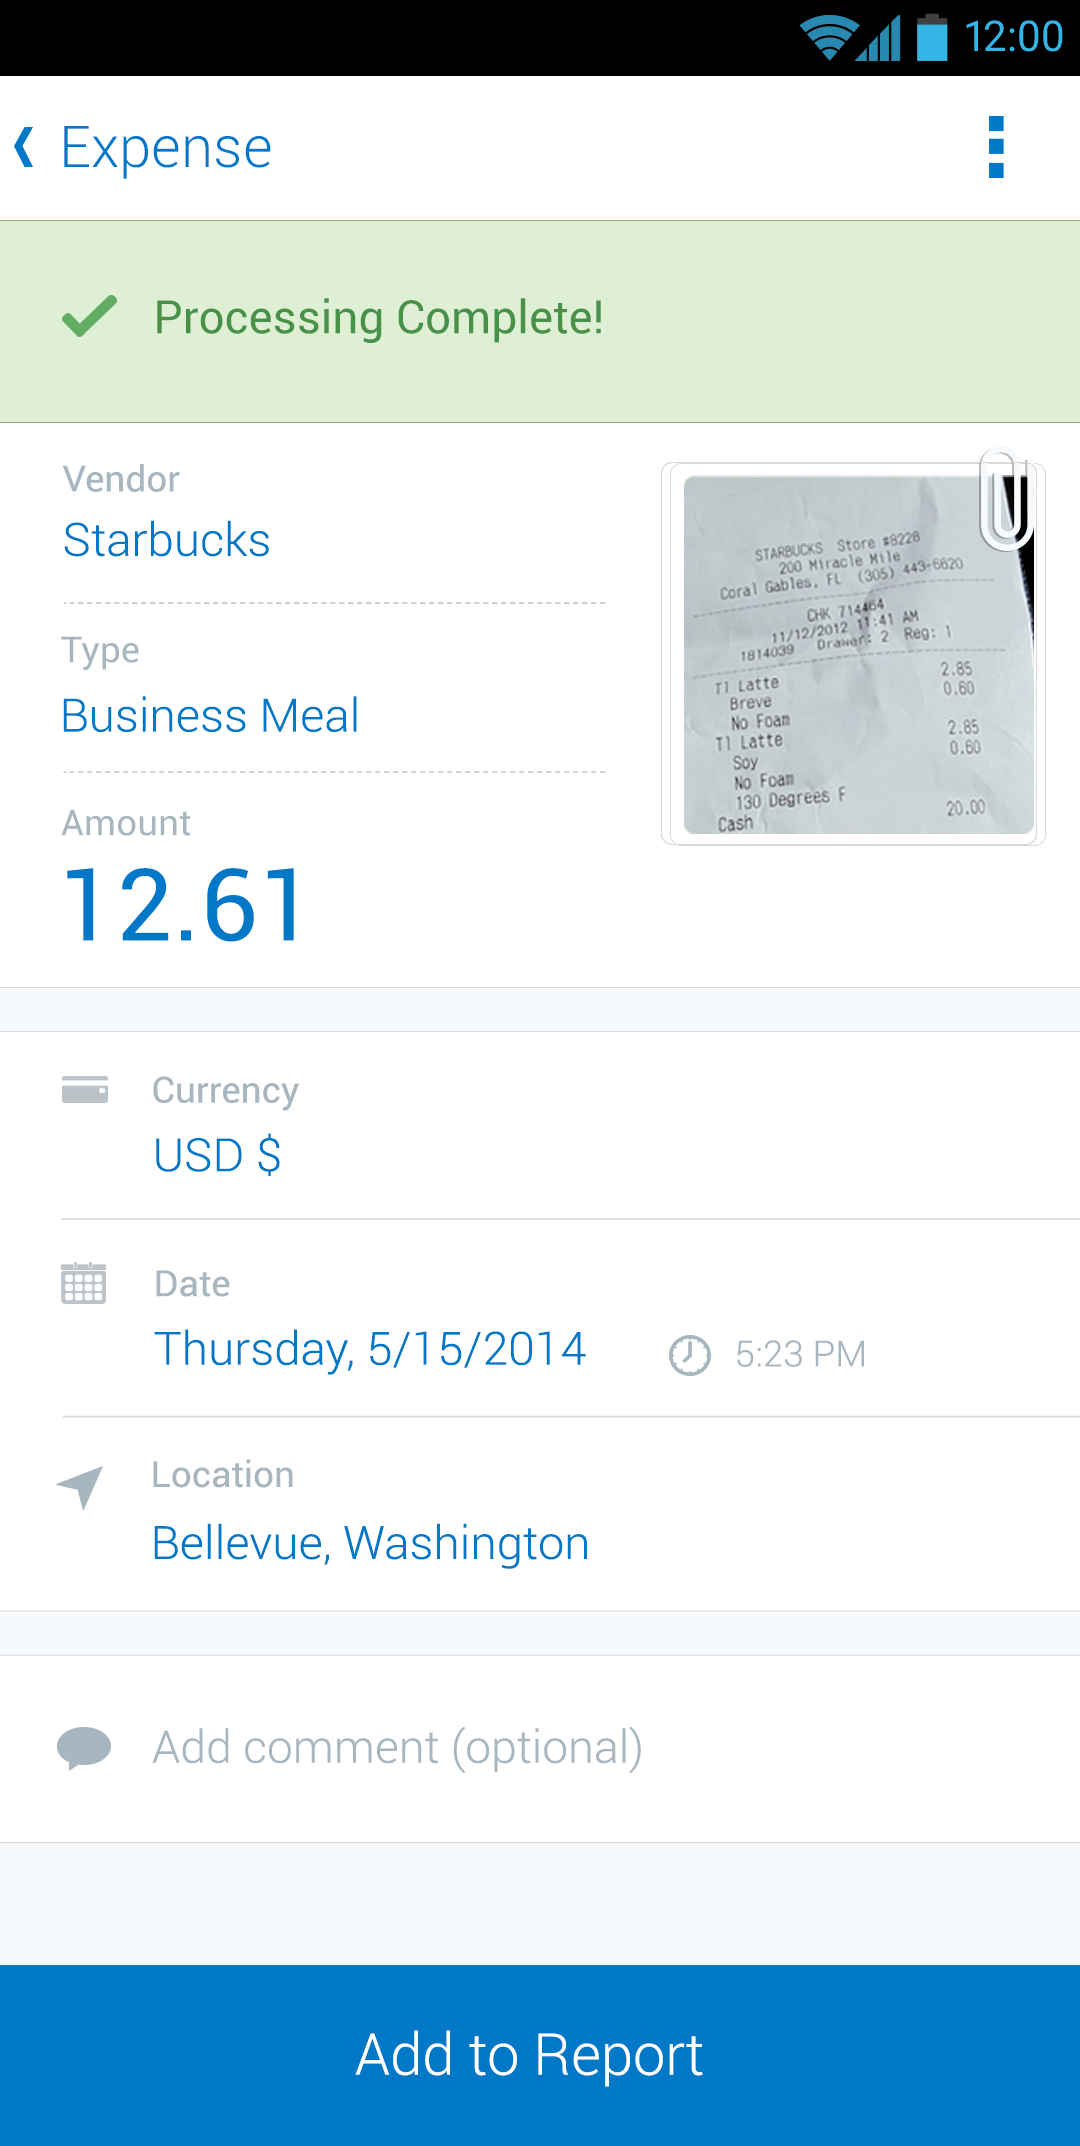 12:00
Expense
Processing Complete!
Vendor
Starbucks
Type
Business Meal
Amount
12.61
STARBUCKS Store #8228
200 Miracle Mile
Coral Gables, FL (305) 443-6620
CHK 714464
11/12/2012 11:41 AM
1814039 Drawer: 2 Reg: 1
T1 Latte 2.85
Breve 0.60
No Foam
T1 Latte 2.85
Soy 0.60
No Foam
130 Degrees F
Cash 20.00
Currency
USD $
Date
Thursday, 5/15/2014 5:23 PM
Location
Bellevue, Washington
Add comment (optional)
Add to Report